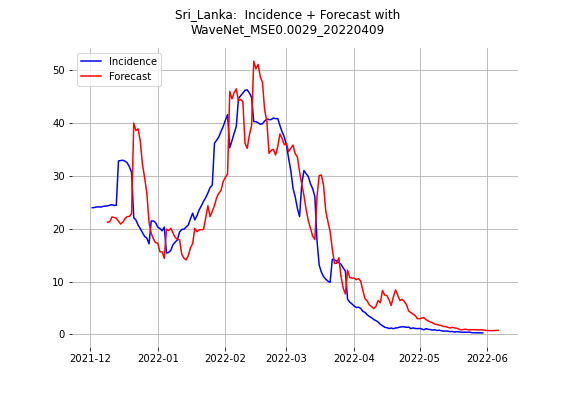 Sri_Lanka:  Incidence + Forecast with
WaveNet_MSE0.0029_20220409
Incidence
Forecast
50
40
30
20
10
0
2021-12 2022-01 2022-02 2022-03 2022-04 2022-05 2022-06